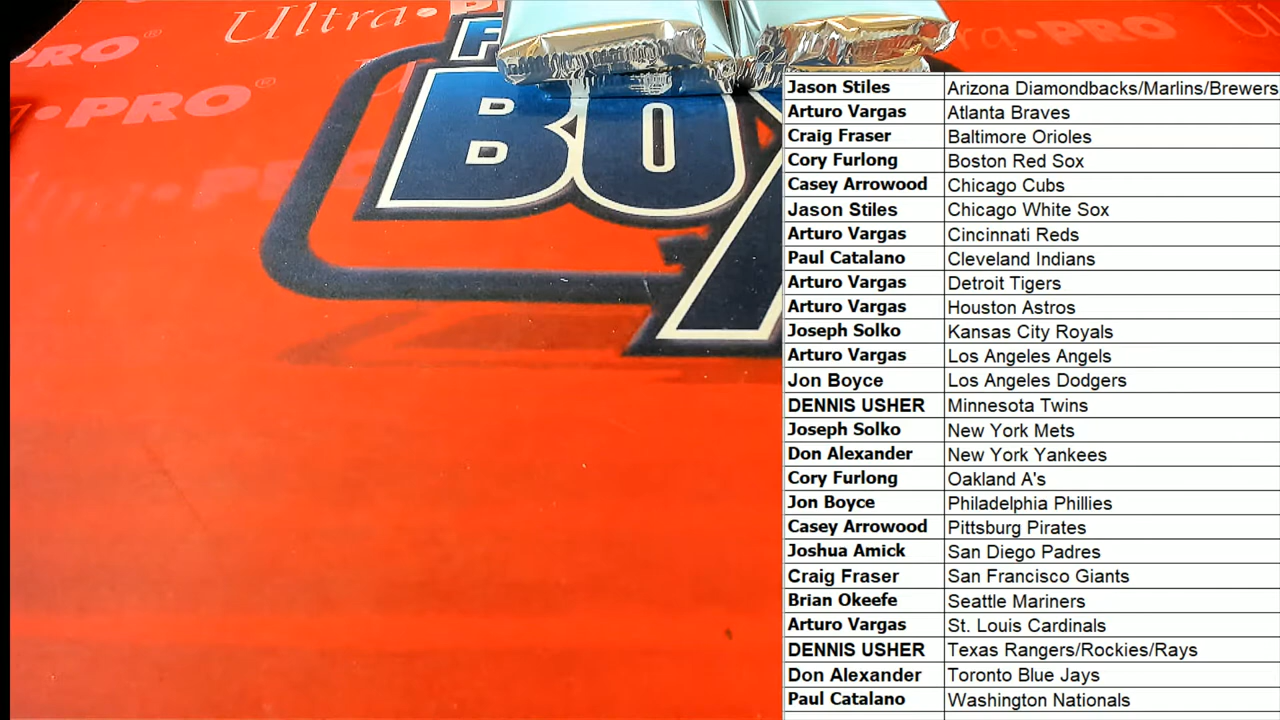 Ultra PRO
PRO
PRO
BO
Jason Stiles Arizona Diamondbacks/Marlins/Brewers
Arturo Vargas Atlanta Braves
Craig Fraser Baltimore Orioles
Cory Furlong Boston Red Sox
Casey Arrowood Chicago Cubs
Jason Stiles Chicago White Sox
Arturo Vargas Cincinnati Reds
Paul Catalano Cleveland Indians
Arturo Vargas Detroit Tigers
Arturo Vargas Houston Astros
Joseph Solko Kansas City Royals
Arturo Vargas Los Angeles Angels
Jon Boyce Los Angeles Dodgers
DENNIS USHER Minnesota Twins
Joseph Solko New York Mets
Don Alexander New York Yankees
Cory Furlong Oakland A's
Jon Boyce Philadelphia Phillies
Casey Arrowood Pittsburg Pirates
Joshua Amick San Diego Padres
Craig Fraser San Francisco Giants
Brian Okeefe Seattle Mariners
Arturo Vargas St. Louis Cardinals
DENNIS USHER Texas Rangers/Rockies/Rays
Don Alexander Toronto Blue Jays
Paul Catalano Washington Nationals